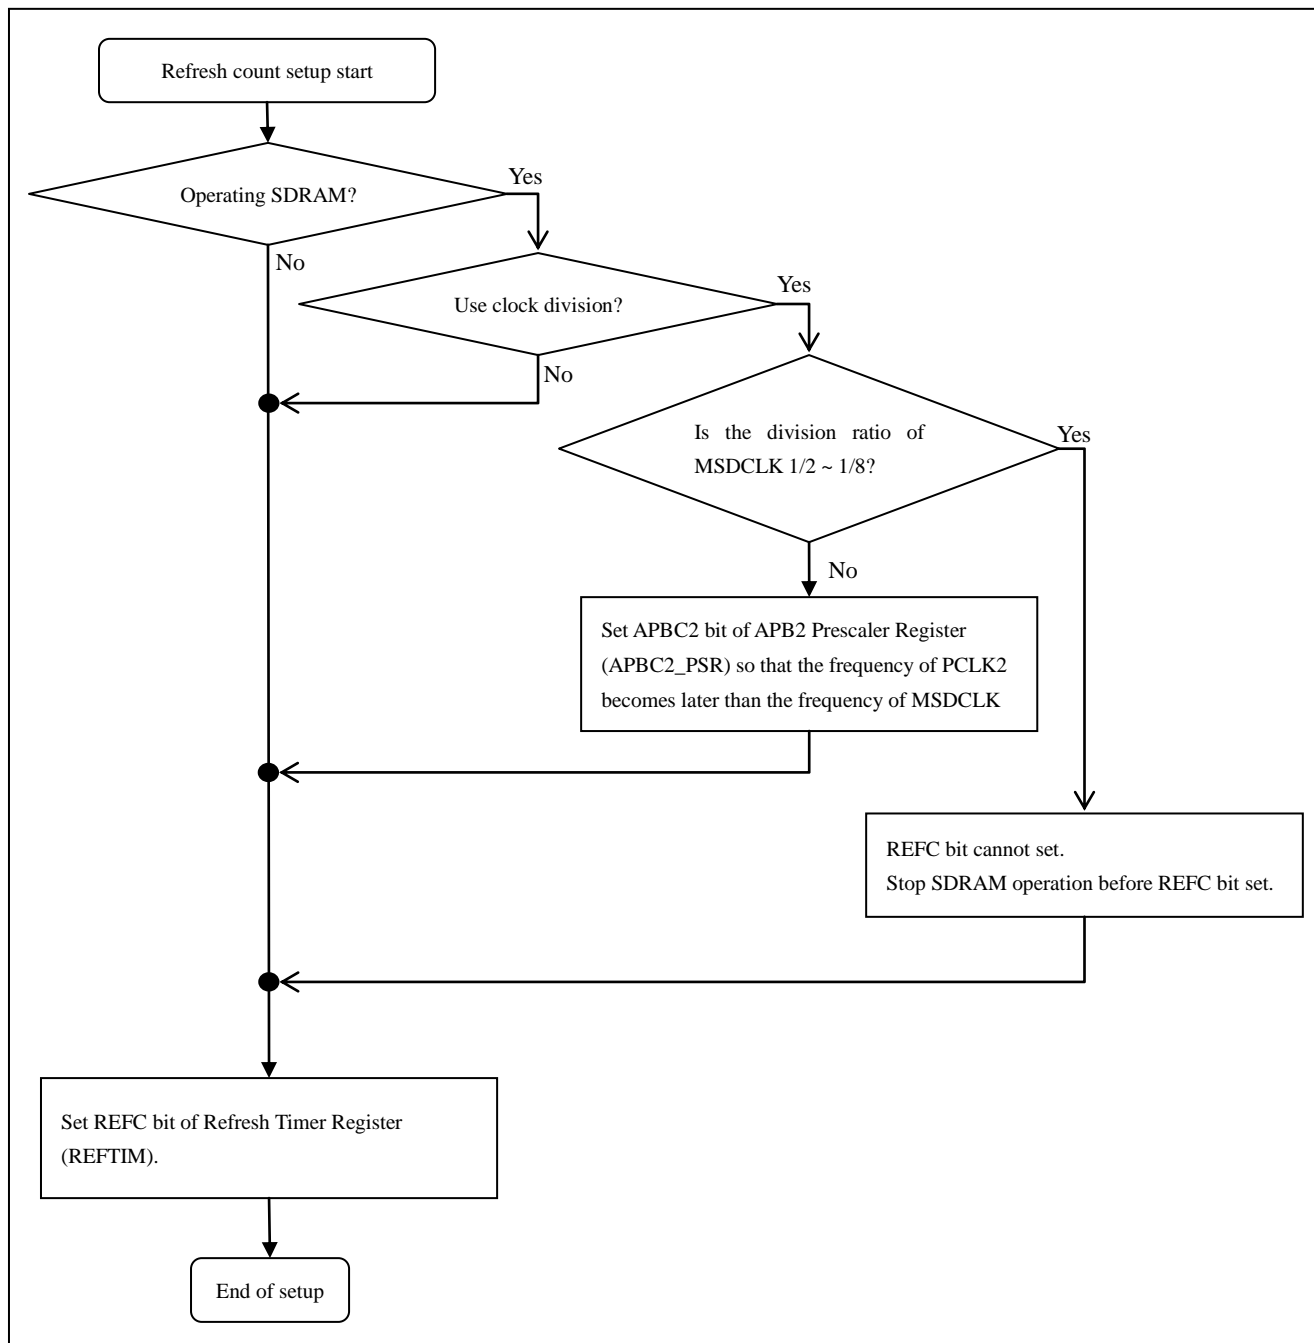 Refresh count setup start
Operating SDRAM?
Yes
No
Use clock division?
Yes
No
Is the division ratio of
MSDCLK 1/2 ~ 1/8?
Yes
No
Set APBC2 bit of APB2 Prescaler Register
(APBC2_PSR) so that the frequency of PCLK2
becomes later than the frequency of MSDCLK
REFC bit cannot set.
Stop SDRAM operation before REFC bit set.
Set REFC bit of Refresh Timer Register
(REFTIM).
End of setup